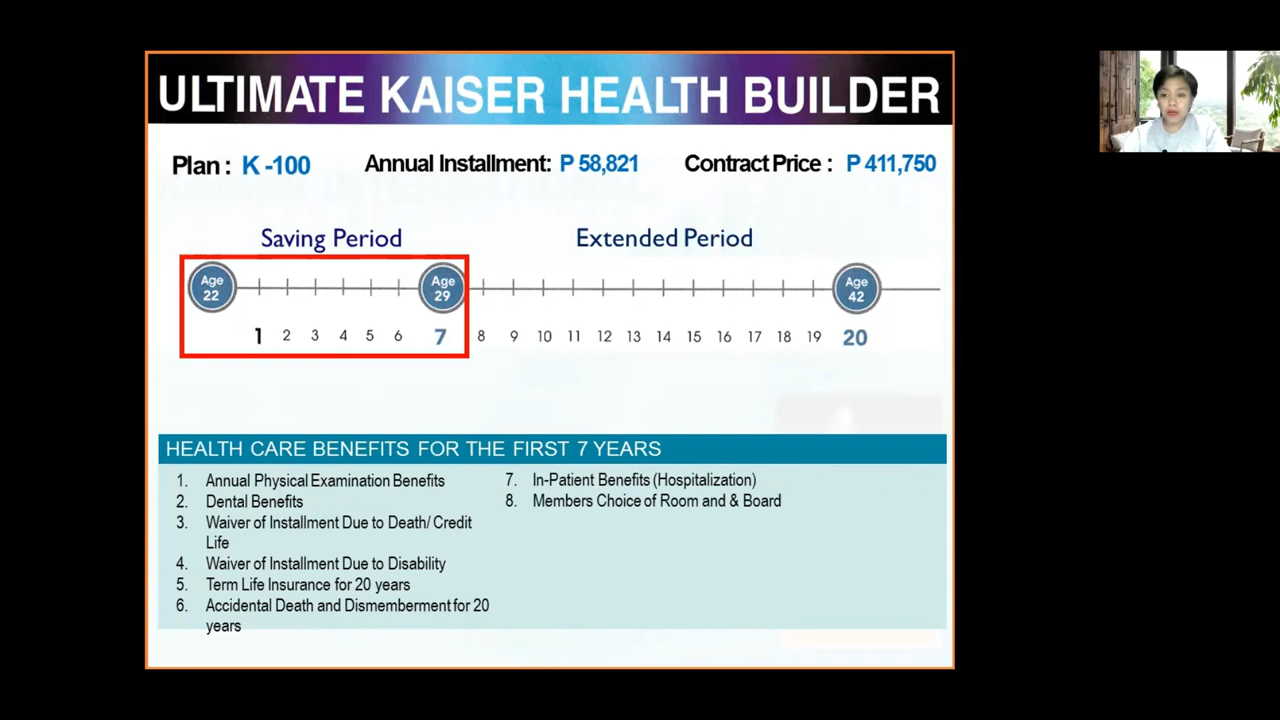 ULTIMATE KAISER HEALTH BUILDER
Plan : K -100 Annual Installment: P 58,821 Contract Price : P 411,750
Saving Period Extended Period
Age 22 Age 29 Age 42
1 2 3 4 5 6 7 8 9 10 11 12 13 14 15 16 17 18 19 20
HEALTH CARE BENEFITS FOR THE FIRST 7 YEARS
1. Annual Physical Examination Benefits
2. Dental Benefits
3. Waiver of Installment Due to Death/ Credit
Life
4. Waiver of Installment Due to Disability
5. Term Life Insurance for 20 years
6. Accidental Death and Dismemberment for 20
years
7. In-Patient Benefits (Hospitalization)
8. Members Choice of Room and & Board